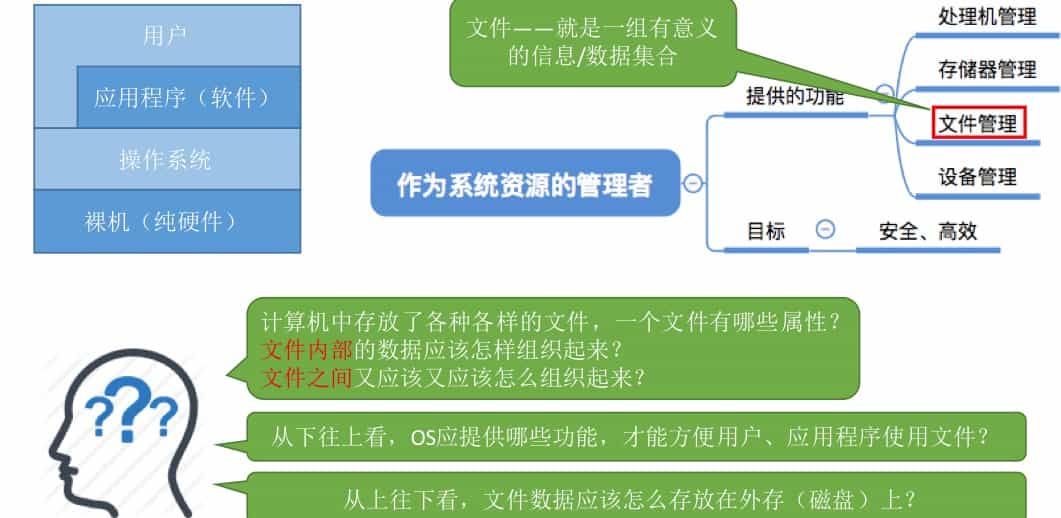 用户
应用程序（软件）
操作系统
裸机（纯硬件）
文件——就是一组有意义
的信息/数据集合
作为系统资源的管理者
提供的功能
处理机管理
存储器管理
文件管理
设备管理
目标
安全、高效
计算机中存放了各种各样的文件，一个文件有哪些属性？
文件内部的数据应该怎样组织起来？
文件之间又应该又应该怎么组织起来？
从下往上看，OS应提供哪些功能，才能方便用户、应用程序使用文件？
从上往下看，文件数据应该怎么存放在外存（磁盘）上？
???